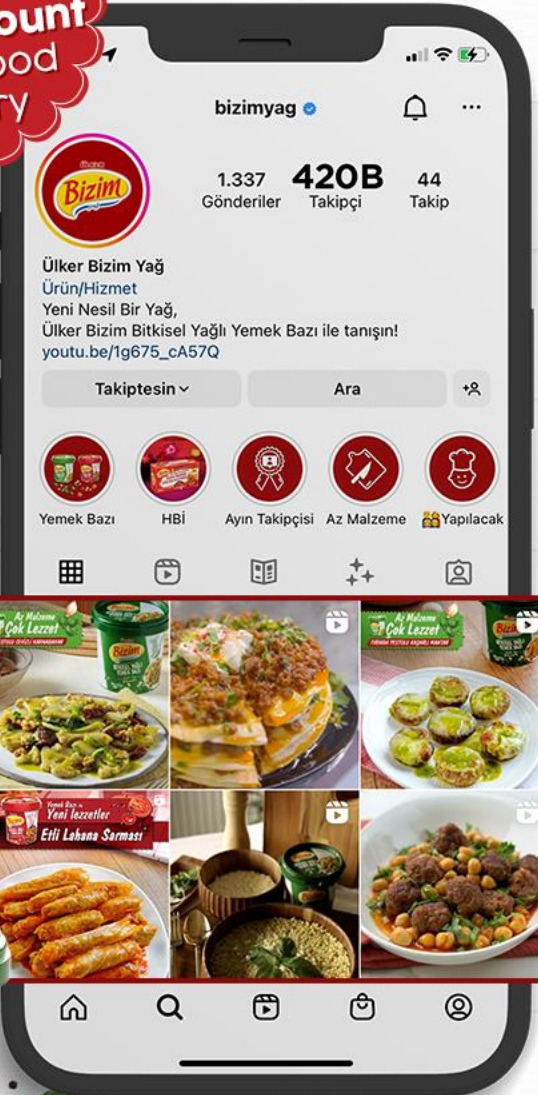 ount
ood
ry
bizimyag
ÜLKER
Bizim
1.337
420B
44
Gönderiler
Takipçi
Takip
Ülker Bizim Yağ
Ürün/Hizmet
Yeni Nesil Bir Yağ,
Ülker Bizim Bitkisel Yağlı Yemek Bazı ile tanışın!
youtu.be/1g675_cA57Q
Takiptesin
Ara
Yemek Bazı
HBİ
Ayın Takipçisi
Az Malzeme
Yapılacak
Az Malzeme
Çok Lezzet
Bizim
Az Malzeme
Çok Lezzet
Yemek Bazı ile
Yeni lezzetler
Etli Lahana Sarması